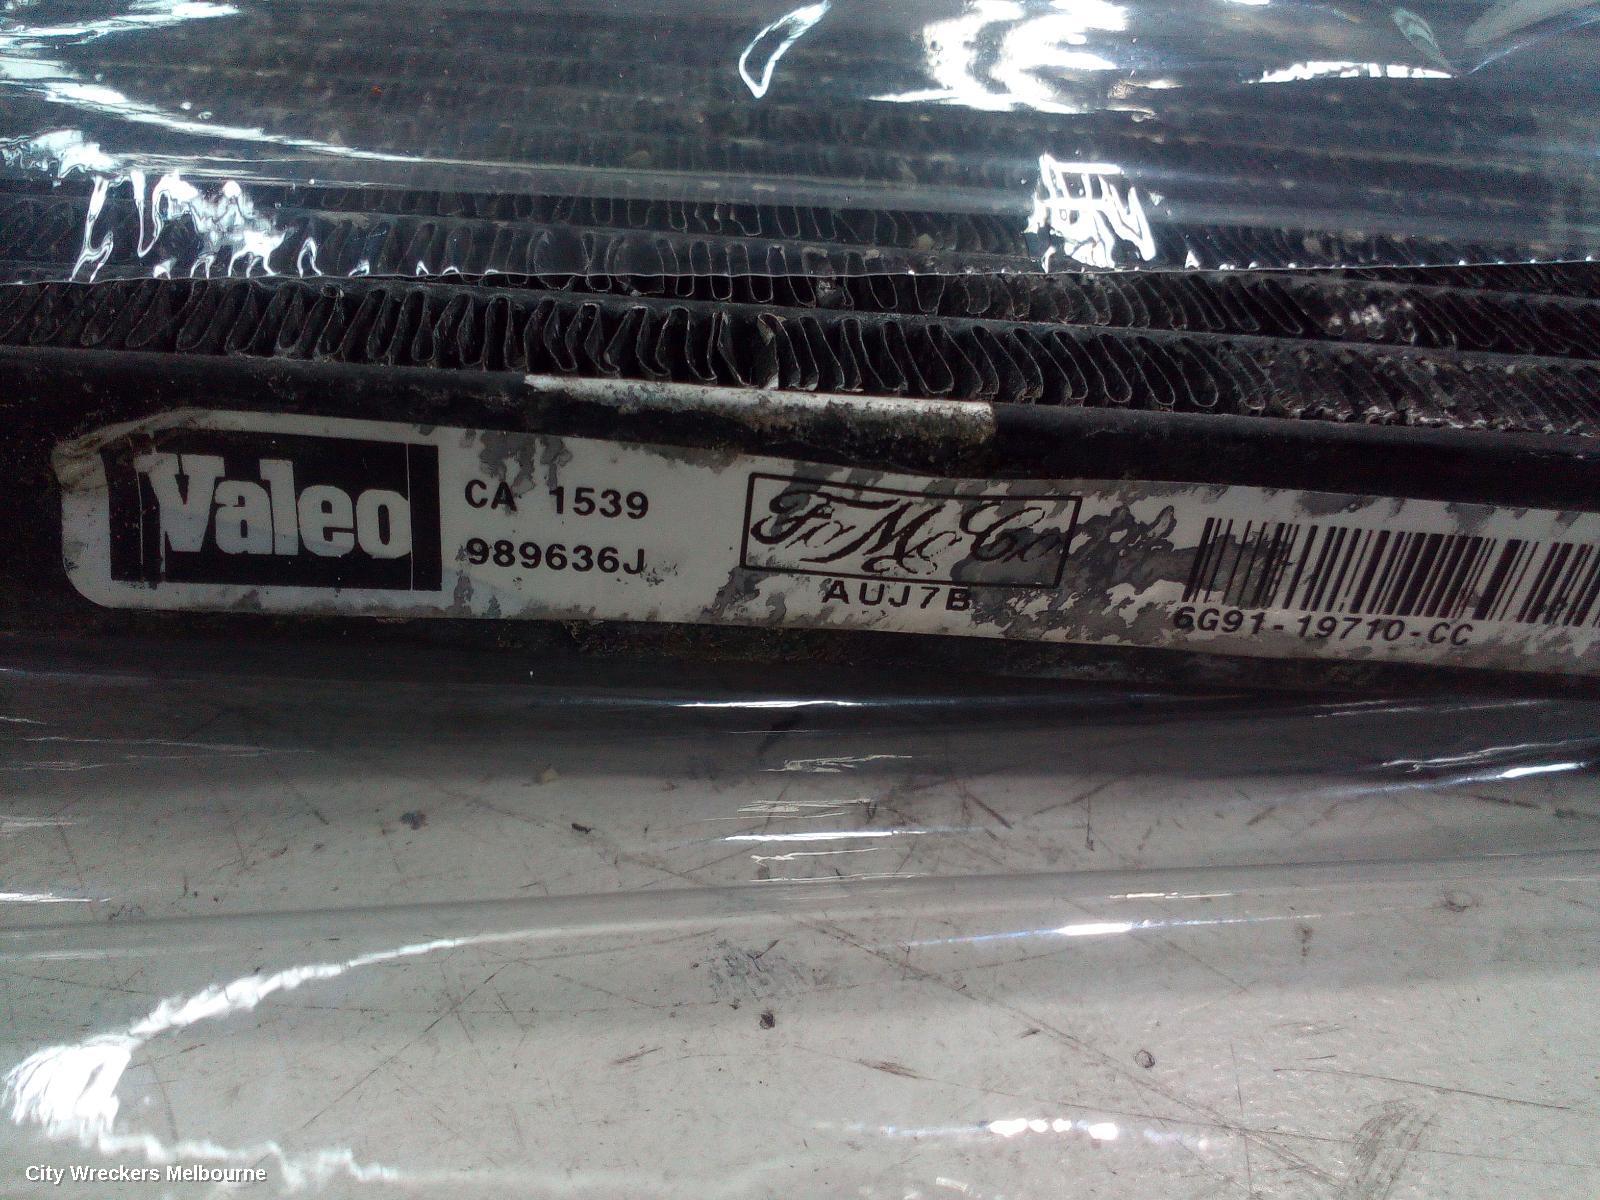 Valeo
CA 1539
989636J
FoMoCo
AUJ7B
6G91-19710-CC
City Wreckers Melbourne